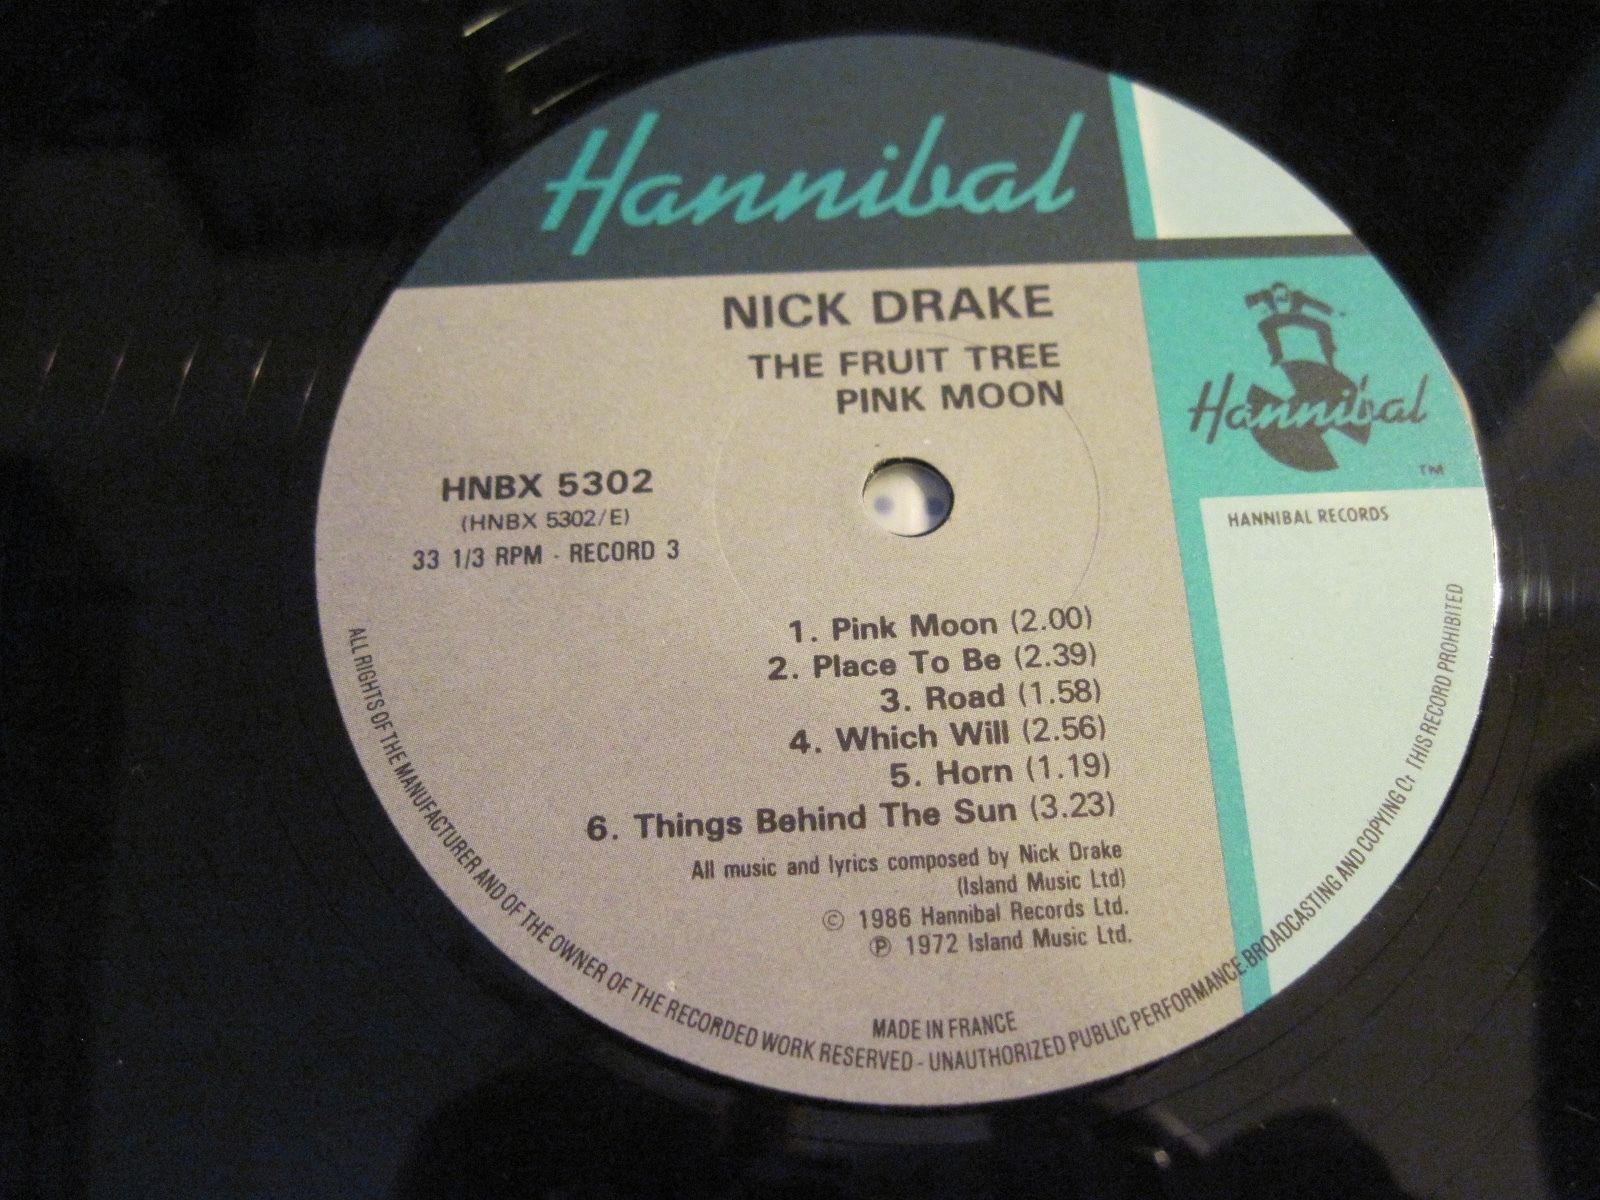 Hannibal
NICK DRAKE
THE FRUIT TREE
PINK MOON
Hannibal
TM
HANNIBAL RECORDS
HNBX 5302
(HNBX 5302/E)
33 1/3 RPM - RECORD 3
1. Pink Moon (2.00)
2. Place To Be (2.39)
3. Road (1.58)
4. Which Will (2.56)
5. Horn (1.19)
6. Things Behind The Sun (3.23)
All music and lyrics composed by Nick Drake
(Island Music Ltd)
© 1986 Hannibal Records Ltd.
℗ 1972 Island Music Ltd.
MADE IN FRANCE
ALL RIGHTS OF THE MANUFACTURER AND OF THE OWNER OF THE RECORDED WORK RESERVED - UNAUTHORIZED PUBLIC PERFORMANCE·BROADCASTING AND COPYING OF THIS RECORD PROHIBITED